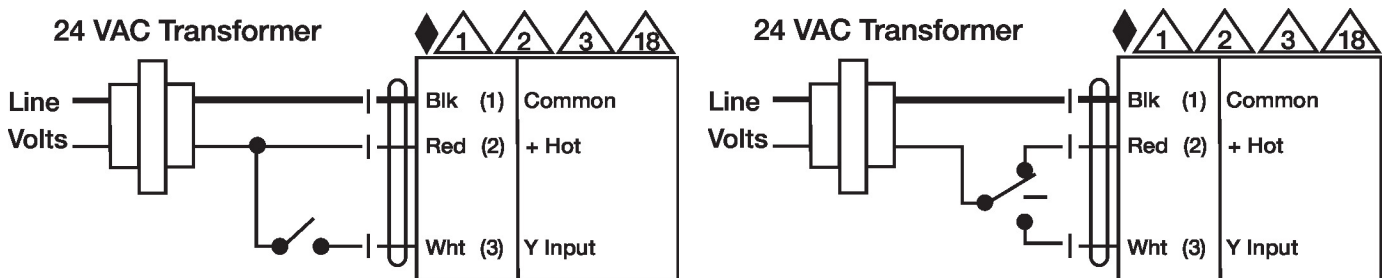 24 VAC Transformer
1 2 3 18
Line
Volts
Blk (1) Common
Red (2) + Hot
Wht (3) Y Input
24 VAC Transformer
1 2 3 18
Line
Volts
Blk (1) Common
Red (2) + Hot
Wht (3) Y Input